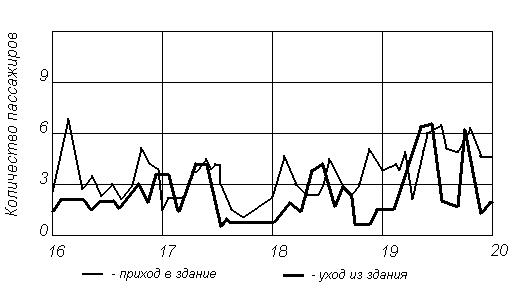 Количество пассажиров
9
6
3
0
16 17 18 19 20
- приход в здание - уход из здания